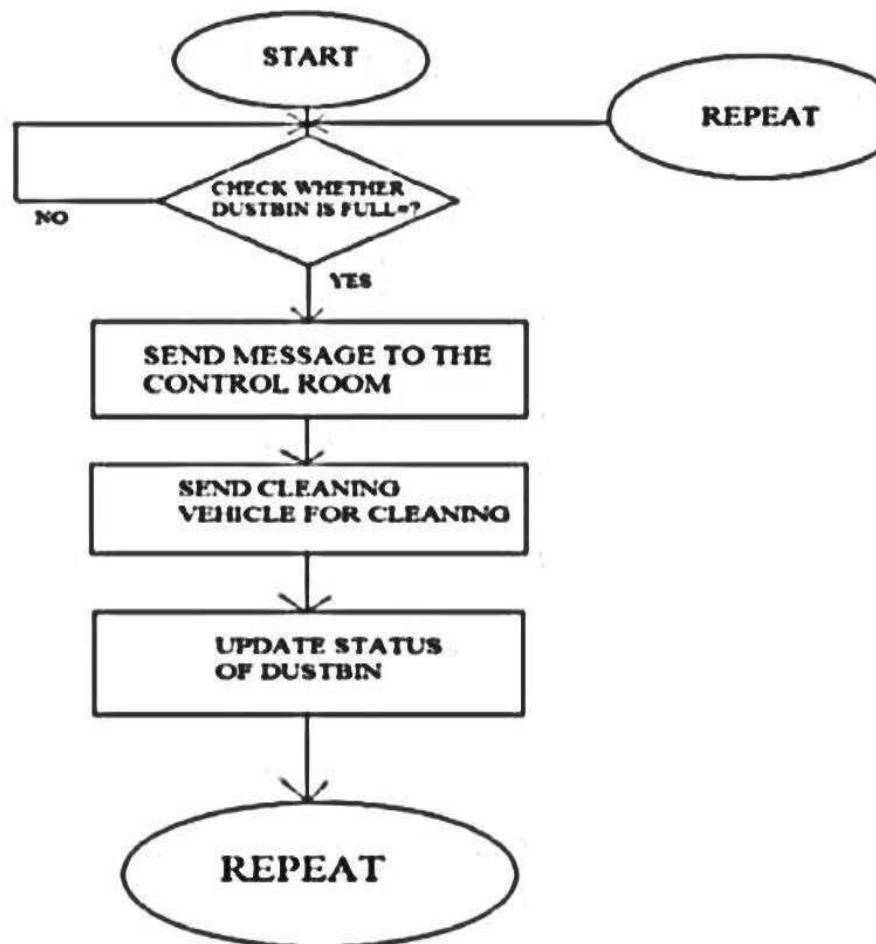 START
REPEAT
CHECK WHETHER
DUSTBIN IS FULL=?
NO
YES
SEND MESSAGE TO THE
CONTROL ROOM
SEND CLEANING
VEHICLE FOR CLEANING
UPDATE STATUS
OF DUSTBIN
REPEAT